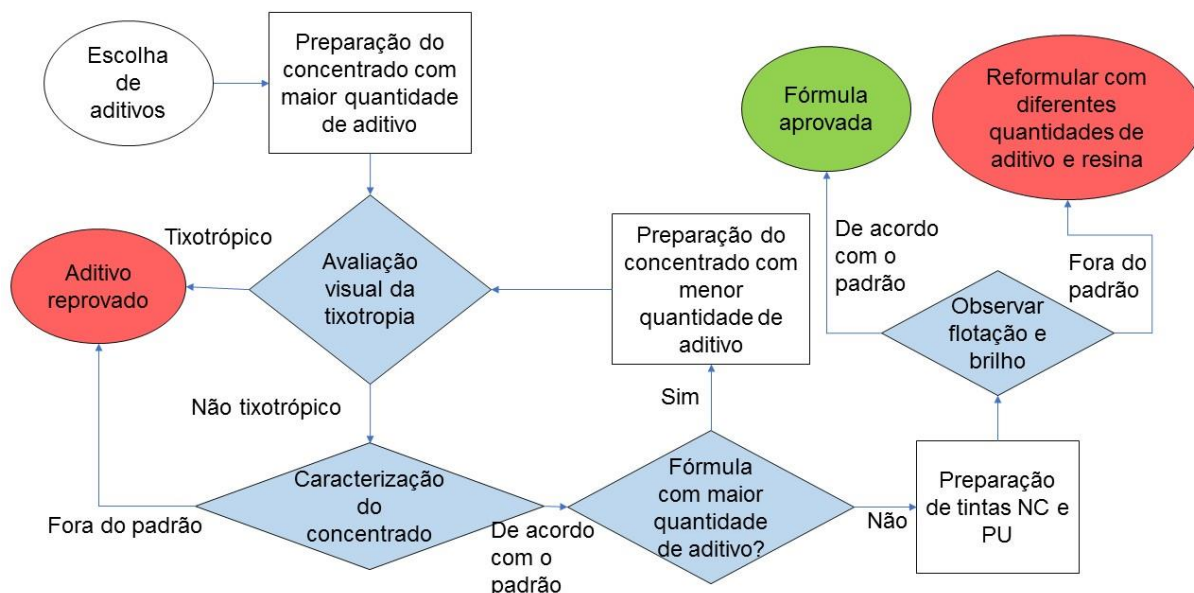 Escolha
de
aditivos
Preparação do
concentrado com
maior quantidade
de aditivo
Fórmula
aprovada
Reformular com
diferentes
quantidades de
aditivo e resina
Tixotrópico
Aditivo
reprovado
Avaliação
visual da
tixotropia
Preparação do
concentrado com
menor
quantidade de
aditivo
De acordo
com o
padrão
Fora do
padrão
Observar
flotação e
brilho
Não tixotrópico
Sim
Caracterização
do
concentrado
Fora do padrão
De acordo
com o
padrão
Fórmula
com maior
quantidade
de aditivo?
Não
Preparação
de tintas NC e
PU